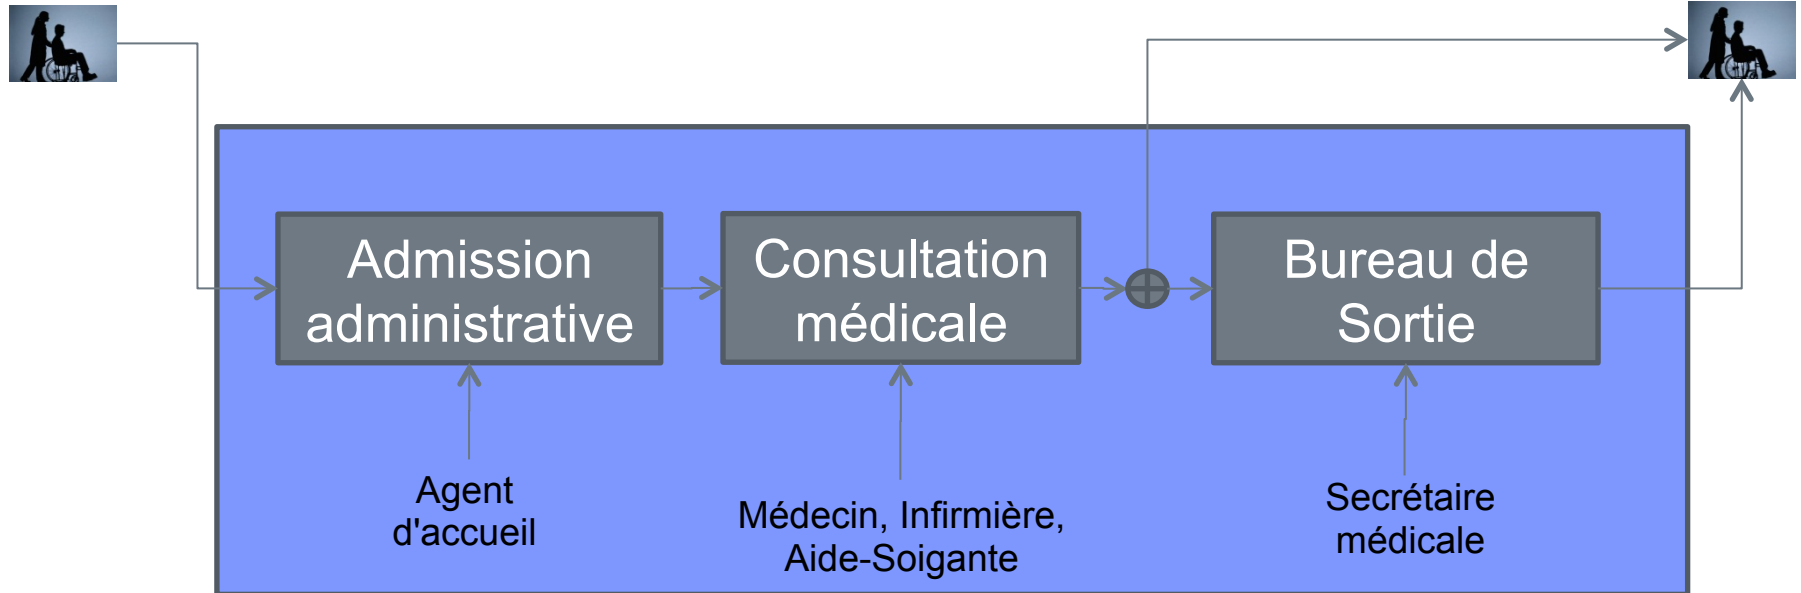 Admission
administrative
Consultation
médicale
Bureau de
Sortie
Agent
d'accueil
Médecin, Infirmière,
Aide-Soigante
Secrétaire
médicale